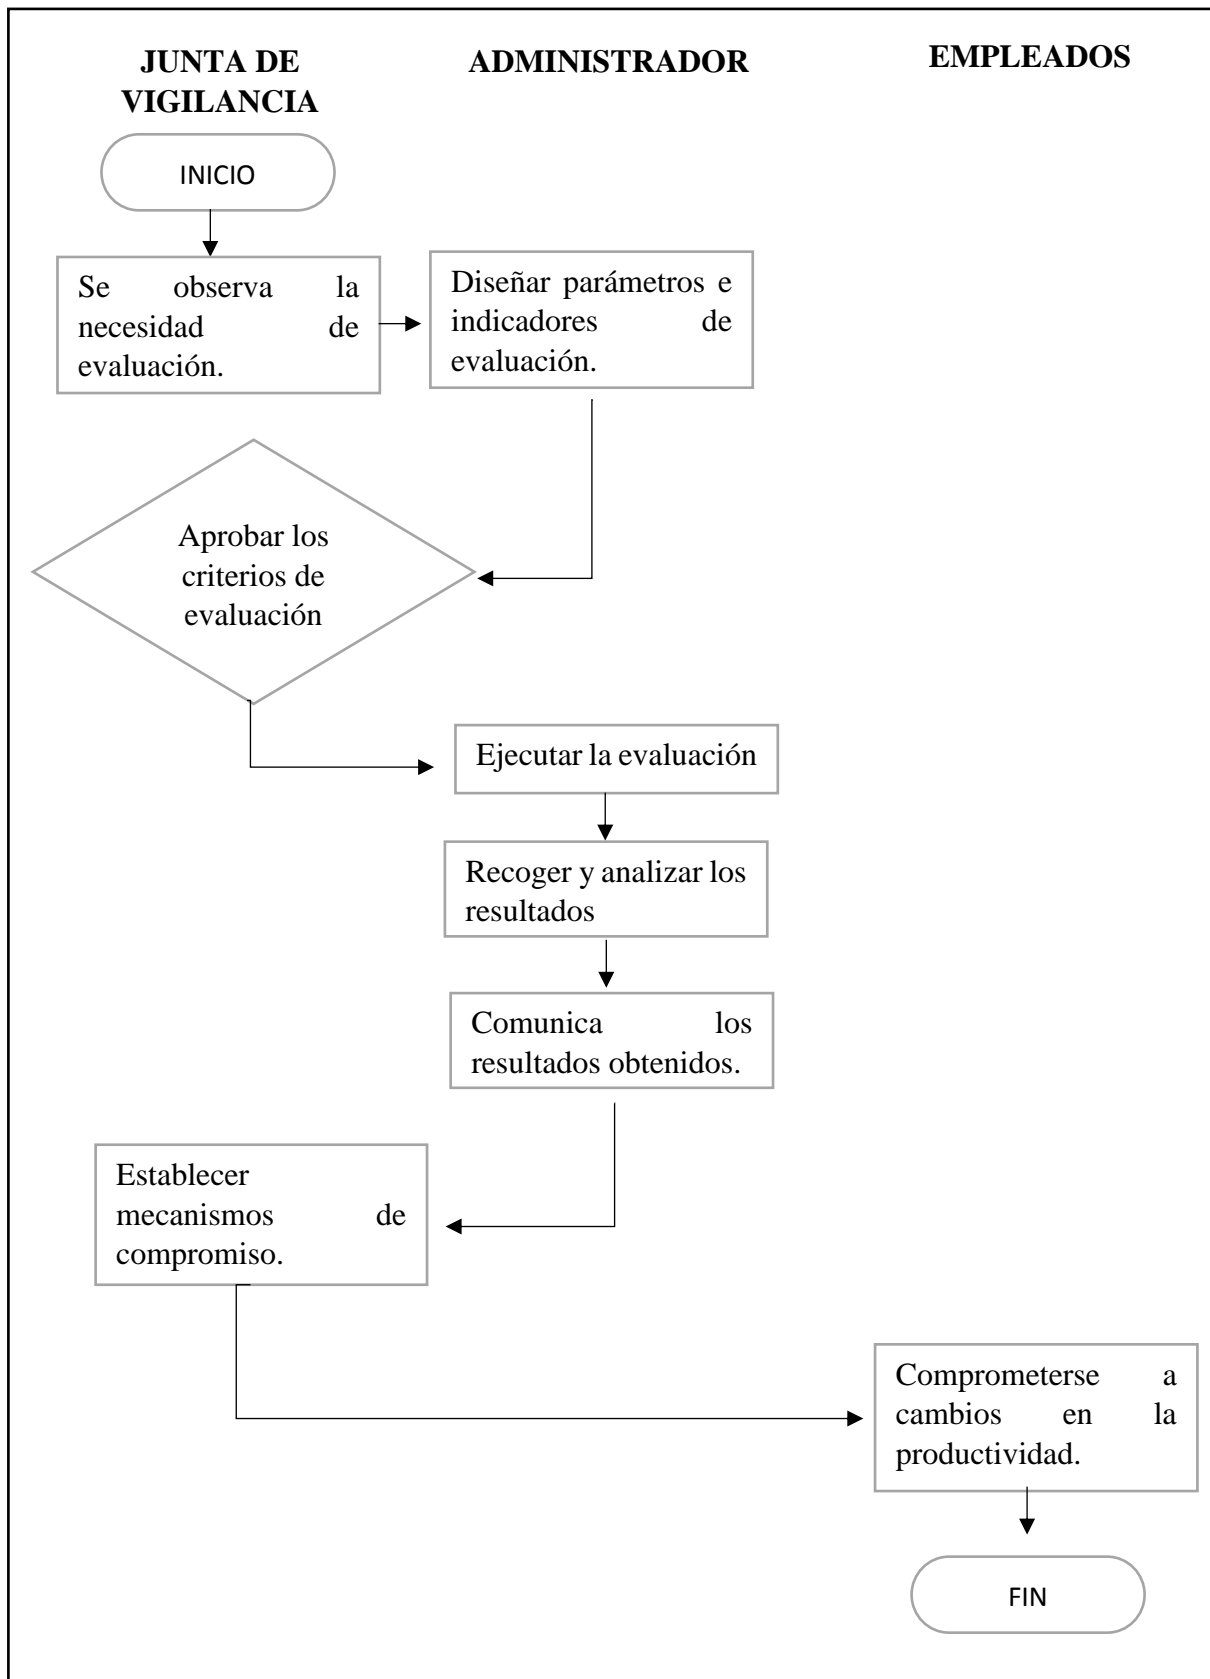 JUNTA DE
VIGILANCIA
ADMINISTRADOR
EMPLEADOS
INICIO
Se observa la
necesidad de
evaluación.
Diseñar parámetros e
indicadores de
evaluación.
Aprobar los
criterios de
evaluación
Ejecutar la evaluación
Recoger y analizar los
resultados
Comunica los
resultados obtenidos.
Establecer
mecanismos de
compromiso.
Comprometerse a
cambios en la
productividad.
FIN